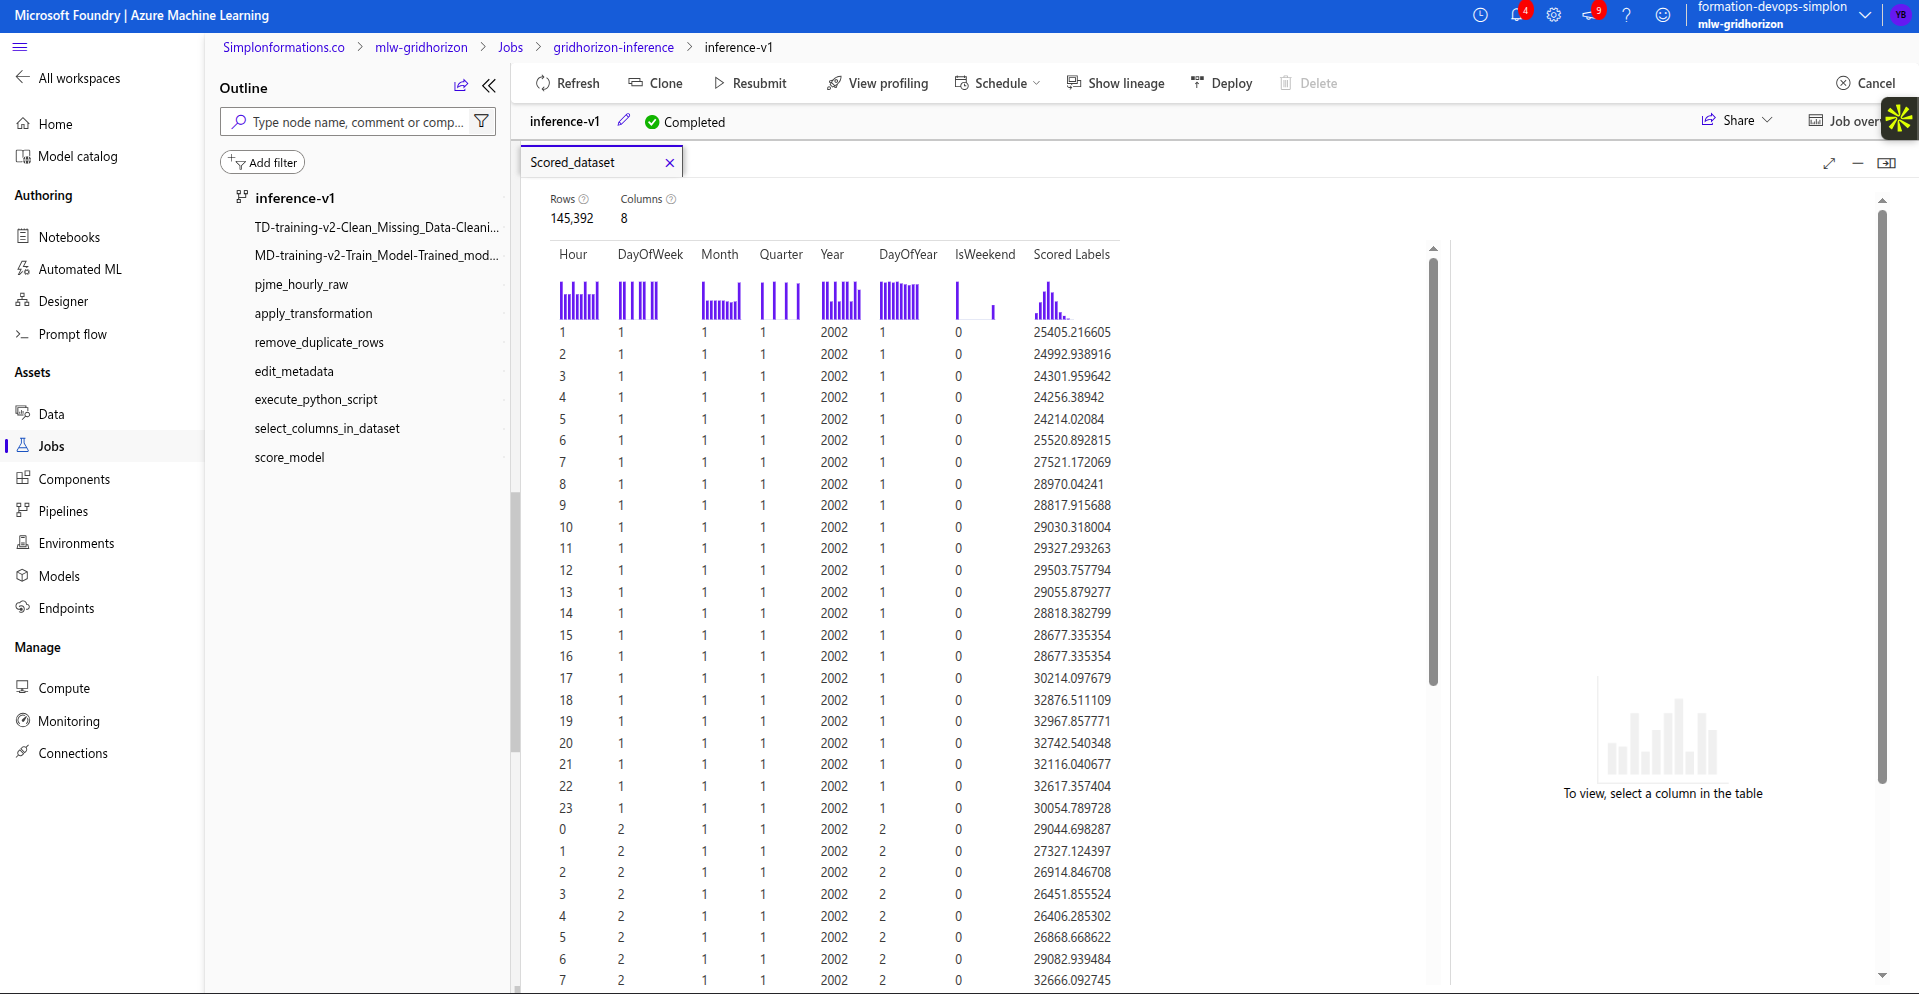 Microsoft Foundry | Azure Machine Learning
4
9
formation-devops-simplon
mlw-gridhorizon
YB
Simplonformations.co > mlw-gridhorizon > Jobs > gridhorizon-inference > inference-v1
All workspaces
Home
Model catalog
Authoring
Notebooks
Automated ML
Designer
Prompt flow
Assets
Data
Jobs
Components
Pipelines
Environments
Models
Endpoints
Manage
Compute
Monitoring
Connections
Outline
Type node name, comment or comp...
Add filter
inference-v1
TD-training-v2-Clean_Missing_Data-Cleani...
MD-training-v2-Train_Model-Trained_mod...
pjme_hourly_raw
apply_transformation
remove_duplicate_rows
edit_metadata
execute_python_script
select_columns_in_dataset
score_model
Refresh Clone Resubmit View profiling Schedule Show lineage Deploy Delete Cancel
inference-v1 Completed Share Job over
Scored_dataset
Rows Columns
145,392 8
Hour DayOfWeek Month Quarter Year DayOfYear IsWeekend Scored Labels
1 1 1 1 2002 1 0 25405.216605
2 1 1 1 2002 1 0 24992.938916
3 1 1 1 2002 1 0 24301.959642
4 1 1 1 2002 1 0 24256.38942
5 1 1 1 2002 1 0 24214.02084
6 1 1 1 2002 1 0 25520.892815
7 1 1 1 2002 1 0 27521.172069
8 1 1 1 2002 1 0 28970.04241
9 1 1 1 2002 1 0 28817.915688
10 1 1 1 2002 1 0 29030.318004
11 1 1 1 2002 1 0 29327.293263
12 1 1 1 2002 1 0 29503.757794
13 1 1 1 2002 1 0 29055.879277
14 1 1 1 2002 1 0 28818.382799
15 1 1 1 2002 1 0 28677.335354
16 1 1 1 2002 1 0 28677.335354
17 1 1 1 2002 1 0 30214.097679
18 1 1 1 2002 1 0 32876.511109
19 1 1 1 2002 1 0 32967.857771
20 1 1 1 2002 1 0 32742.540348
21 1 1 1 2002 1 0 32116.040677
22 1 1 1 2002 1 0 32617.357404
23 1 1 1 2002 1 0 30054.789728
0 2 1 1 2002 2 0 29044.698287
1 2 1 1 2002 2 0 27327.124397
2 2 1 1 2002 2 0 26914.846708
3 2 1 1 2002 2 0 26451.855524
4 2 1 1 2002 2 0 26406.285302
5 2 1 1 2002 2 0 26868.668622
6 2 1 1 2002 2 0 29082.939484
7 2 1 1 2002 2 0 32666.092745
To view, select a column in the table